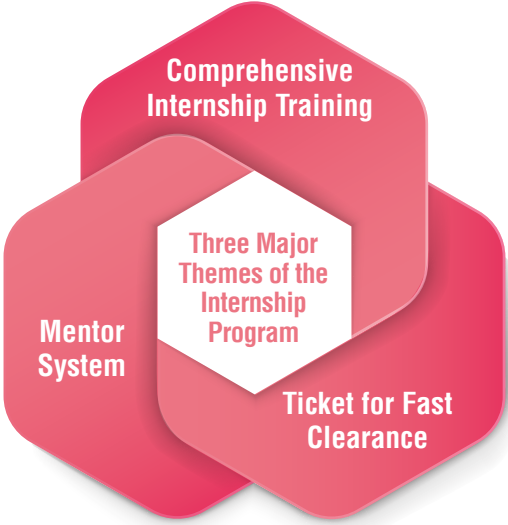 Comprehensive
Internship Training
Three Major
Themes of the
Internship
Program
Mentor
System
Ticket for Fast
Clearance